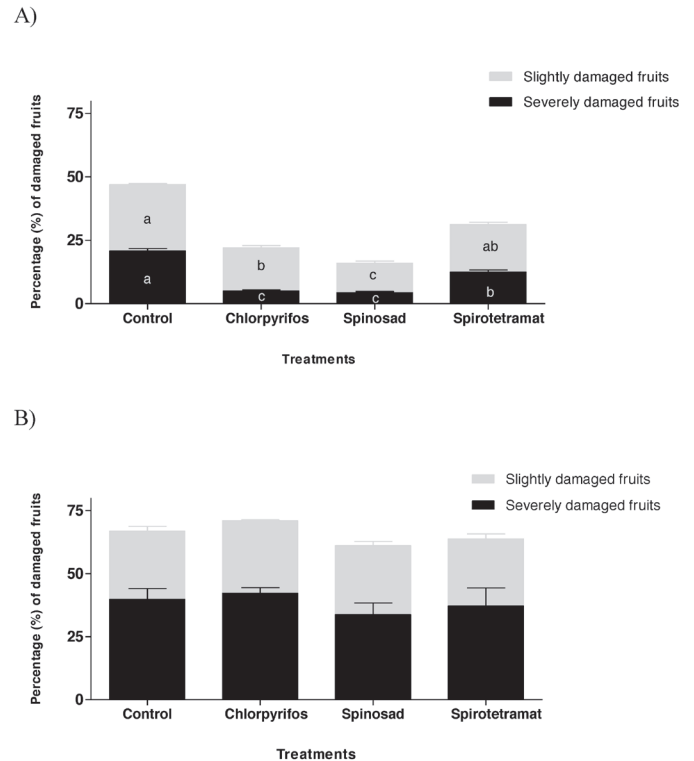 A)
Slightly damaged fruits
Severely damaged fruits
Percentage (%) of damaged fruits
75
50
25
0
a
a
b
c
c
c
ab
b
Control Chlorpyrifos Spinosad Spirotetramat
Treatments
B)
Slightly damaged fruits
Severely damaged fruits
Percentage (%) of damaged fruits
75
50
25
0
Control Chlorpyrifos Spinosad Spirotetramat
Treatments